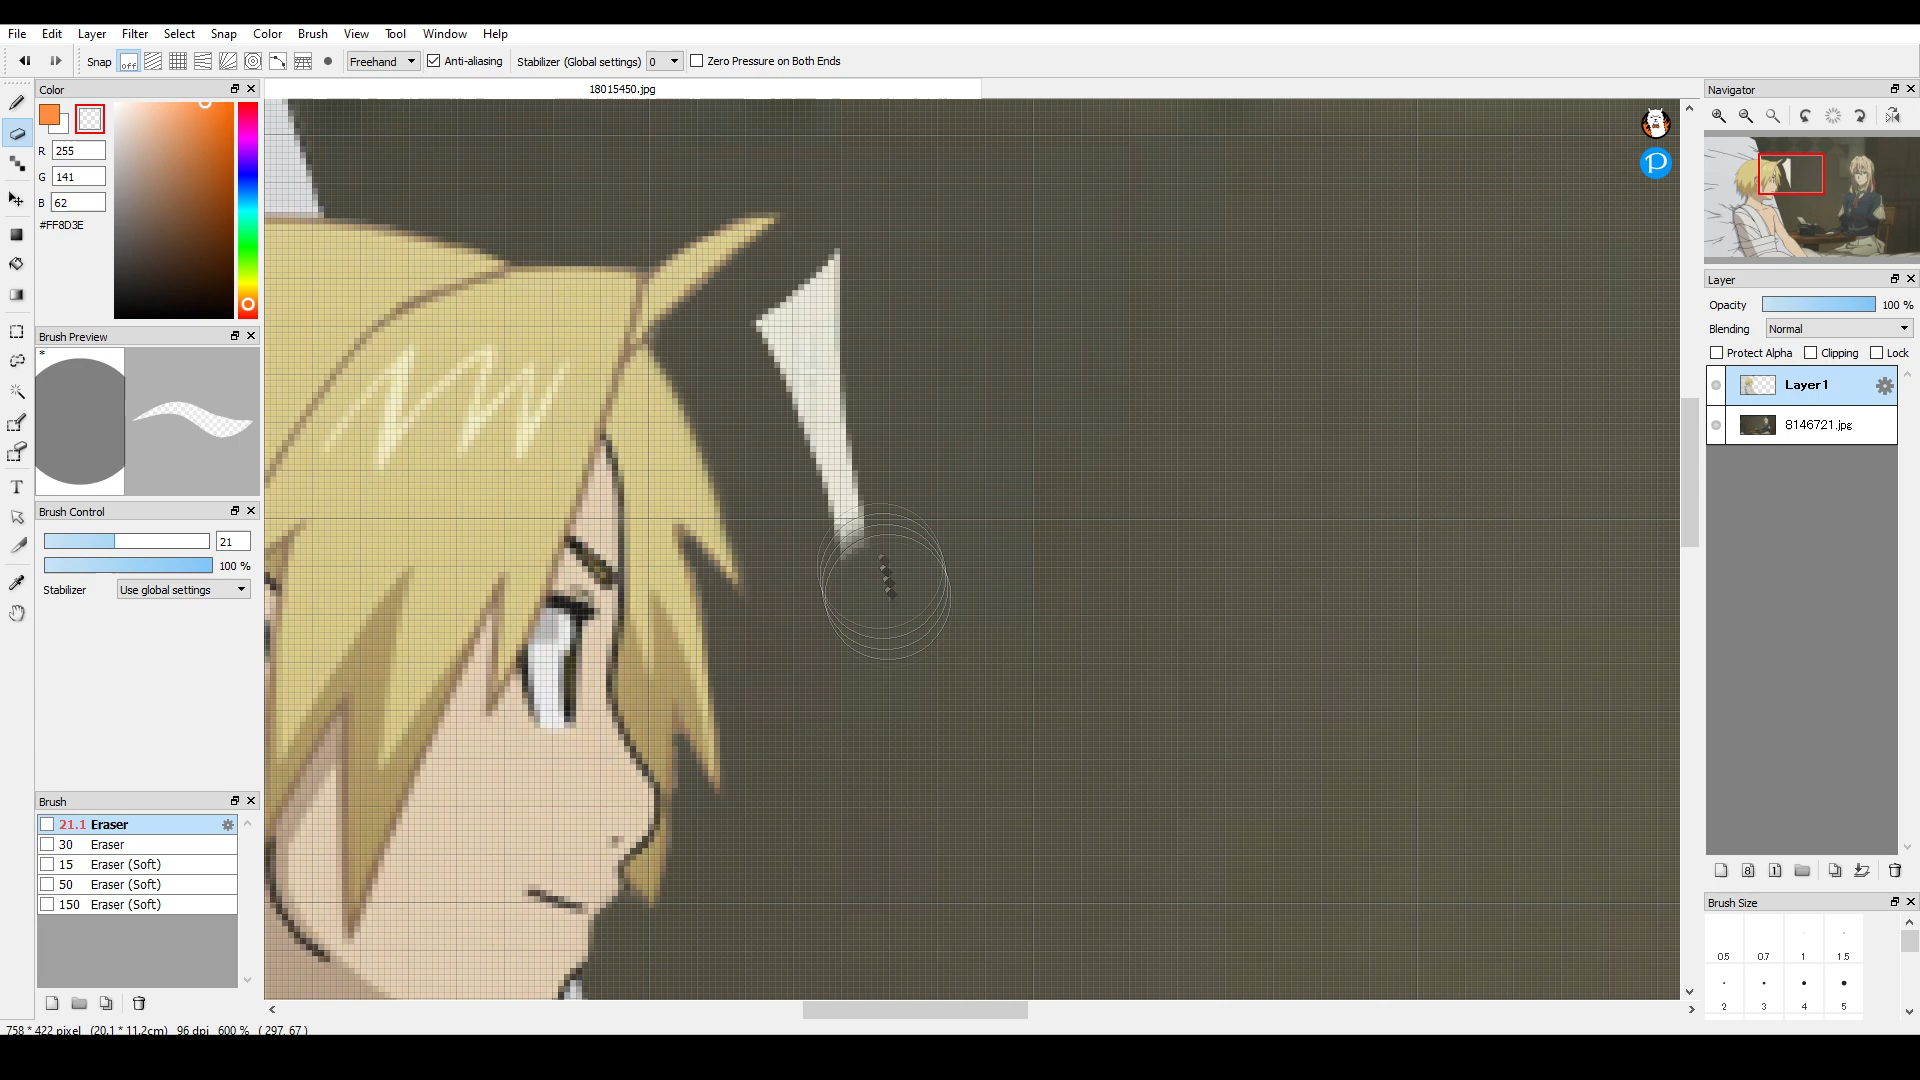 File Edit Layer Filter Select Snap Color Brush View Tool Window Help
Snap off Freehand Anti-aliasing Stabilizer (Global settings) 0 Zero Pressure on Both Ends
Color
R 255
G 141
B 62
#FF8D3E
Brush Preview
*
Brush Control
21
100 %
Stabilizer Use global settings
Brush
21.1 Eraser
30 Eraser
15 Eraser (Soft)
50 Eraser (Soft)
150 Eraser (Soft)
18015450.jpg
P
Navigator
Layer
Opacity 100 %
Blending Normal
Protect Alpha Clipping Lock
Layer1
8146721.jpg
8 1
Brush Size
0.5 0.7 1 1.5
2 3 4 5
T
758 * 422 pixel (20.1 * 11.2cm) 96 dpi 600 % ( 297, 67 )